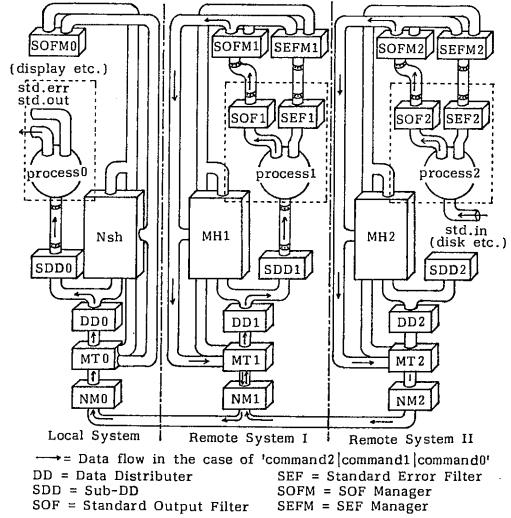 SOFM0
SOFM1
SEFM1
SOFM2
SEFM2
(display etc.)
std.err
std.out
SOF1
SEF1
SOF2
SEF2
process0
process1
process2
Nsh
MH1
MH2
std.in
(disk etc.)
SDD0
SDD1
SDD2
DD0
DD1
DD2
MT0
MT1
MT2
NM0
NM1
NM2
Local System
Remote System I
Remote System II
→= Data flow in the case of 'command2|command1|command0'
DD = Data Distributer
SEF = Standard Error Filter
SDD = Sub-DD
SOFM = SOF Manager
SOF = Standard Output Filter
SEFM = SEF Manager